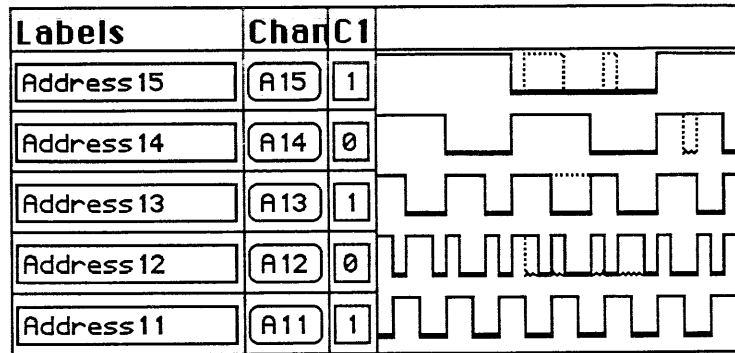 Labels Chan C1
Address15 A15 1
Address14 A14 0
Address13 A13 1
Address12 A12 0
Address11 A11 1